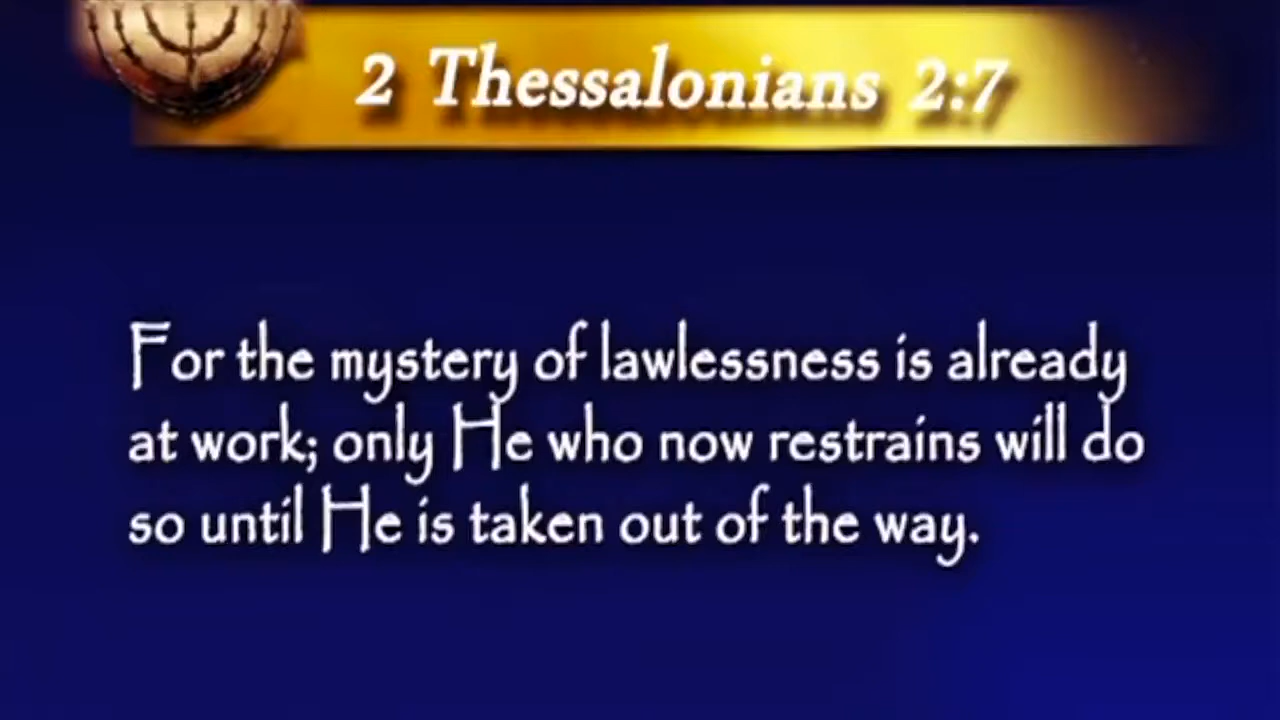 2 Thessalonians 2:7
For the mystery of lawlessness is already
at work; only He who now restrains will do
so until He is taken out of the way.